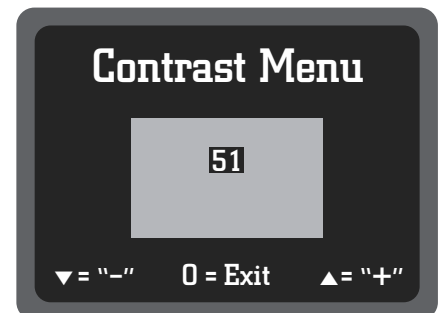 Contrast Menu
51
▼= “–” 0 = Exit ▲= “+”